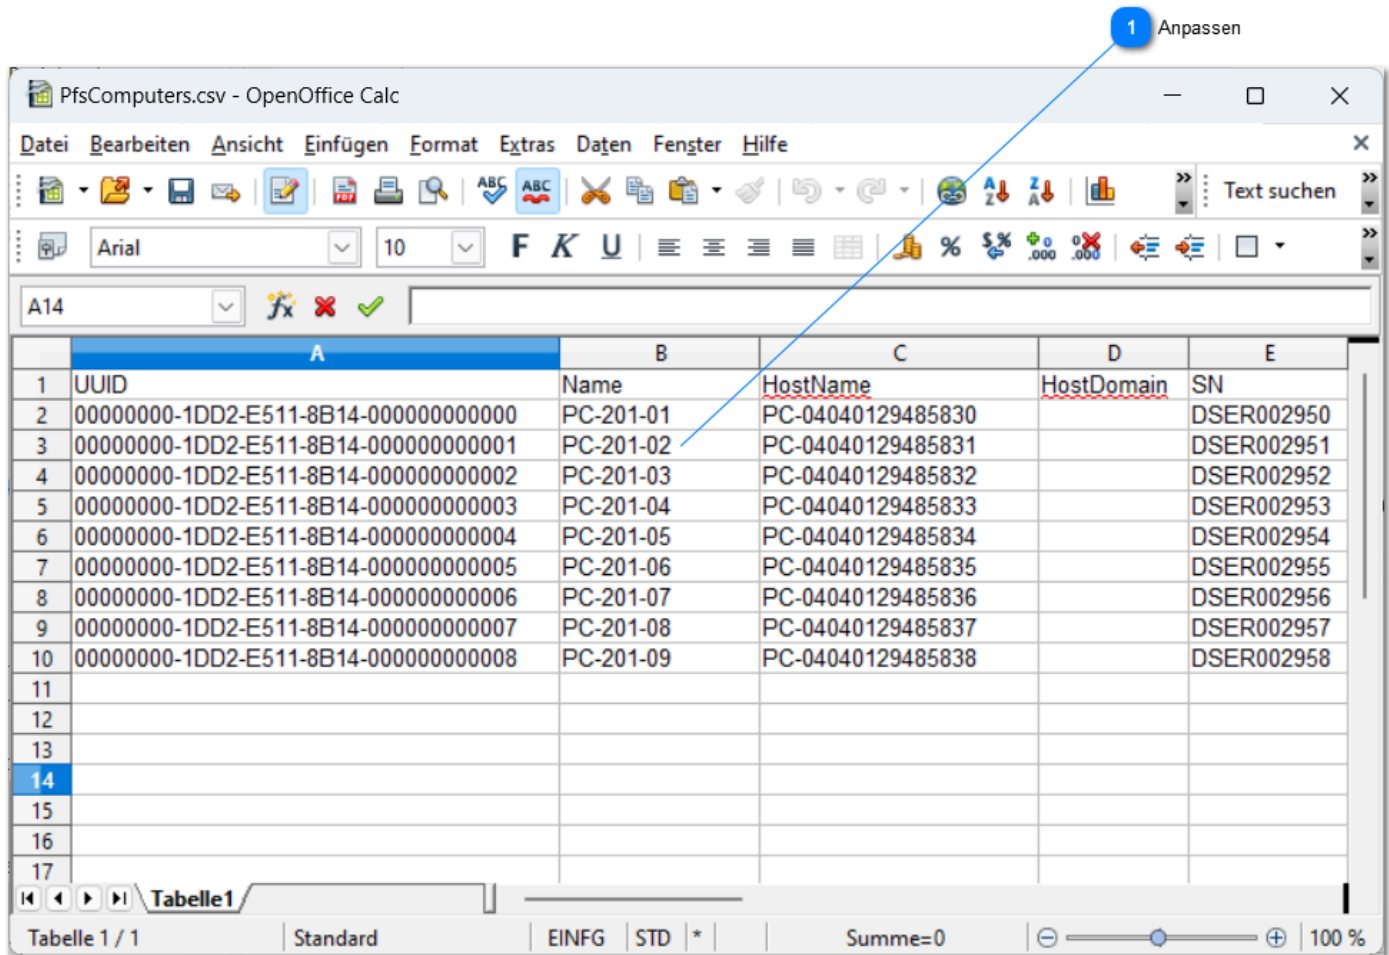 1 Anpassen
PfsComputers.csv - OpenOffice Calc
Datei Bearbeiten Ansicht Einfügen Format Extras Daten Fenster Hilfe
ABC ABC A Z Z A Text suchen
Arial 10 F K U % $% .000 .000
A14 fx
A B C D E
1 UUID Name HostName HostDomain SN
2 00000000-1DD2-E511-8B14-000000000000 PC-201-01 PC-04040129485830 DSER002950
3 00000000-1DD2-E511-8B14-000000000001 PC-201-02 PC-04040129485831 DSER002951
4 00000000-1DD2-E511-8B14-000000000002 PC-201-03 PC-04040129485832 DSER002952
5 00000000-1DD2-E511-8B14-000000000003 PC-201-04 PC-04040129485833 DSER002953
6 00000000-1DD2-E511-8B14-000000000004 PC-201-05 PC-04040129485834 DSER002954
7 00000000-1DD2-E511-8B14-000000000005 PC-201-06 PC-04040129485835 DSER002955
8 00000000-1DD2-E511-8B14-000000000006 PC-201-07 PC-04040129485836 DSER002956
9 00000000-1DD2-E511-8B14-000000000007 PC-201-08 PC-04040129485837 DSER002957
10 00000000-1DD2-E511-8B14-000000000008 PC-201-09 PC-04040129485838 DSER002958
11
12
13
14
15
16
17
Tabelle1
Tabelle 1 / 1 Standard EINFG STD * Summe=0 100 %